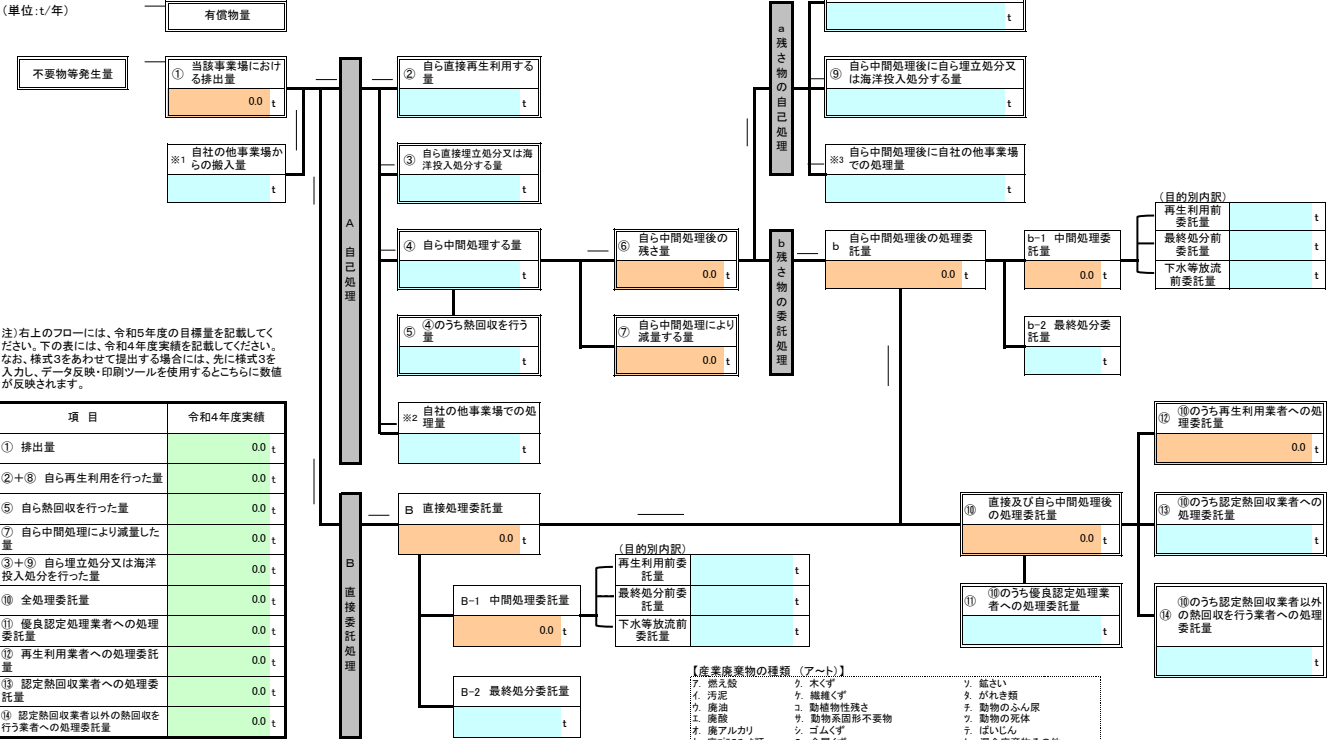 (単位:t/年)
有償物量
t
不要物等発生量
① 当該事業場におけ
る排出量
0.0 t
※1 自社の他事業場か
らの搬入量
t
A 自己処理
② 自ら直接再生利用する
量
t
③ 自ら直接埋立処分又は海
洋投入処分する量
t
④ 自ら中間処理する量
t
⑤ ④のうち熱回収を行う
量
t
※2 自社の他事業場での処
理量
t
⑥ 自ら中間処理後の
残さ量
0.0 t
⑦ 自ら中間処理により
減量する量
0.0 t
a 残さ物の自己処理
⑨ 自ら中間処理後に自ら埋立処分又
は海洋投入処分する量
t
※3 自ら中間処理後に自社の他事業場
での処理量
t
b 残さ物の委託処理
b 自ら中間処理後の処理委
託量
0.0 t
b-1 中間処理委
託量
0.0 t
b-2 最終処分委
託量
t
(目的別内訳)
再生利用前
委託量
t
最終処分前
委託量
t
下水等放流
前委託量
t
注)右上のフローには、令和5年度の目標量を記載してく
ださい。下の表には、令和4年度実績を記載してください。
なお、様式3をあわせて提出する場合には、先に様式3を
入力し、データ反映・印刷ツールを使用するとこちらに数値
が反映されます。
項 目 令和4年度実績
① 排出量 0.0 t
②+⑧ 自ら再生利用を行った量 0.0 t
⑤ 自ら熱回収を行った量 0.0 t
⑦ 自ら中間処理により減量した
量 0.0 t
③+⑨ 自ら埋立処分又は海洋
投入処分を行った量 0.0 t
⑩ 全処理委託量 0.0 t
⑪ 優良認定処理業者への処理
委託量 0.0 t
⑫ 再生利用業者への処理委託
量 0.0 t
⑬ 認定熱回収業者への処理委
託量 0.0 t
⑭ 認定熱回収業者以外の熱回収を
行う業者への処理委託量 0.0 t
B 直接委託処理
B 直接処理委託量
0.0 t
B-1 中間処理委託量
0.0 t
B-2 最終処分委託量
t
(目的別内訳)
再生利用前委
託量
t
最終処分前委
託量
t
下水等放流前
委託量
t
⑩ 直接及び自ら中間処理後
の処理委託量
0.0 t
⑪ ⑩のうち優良認定処理業
者への処理委託量
t
⑫ ⑩のうち再生利用業者への処
理委託量
0.0 t
⑬ ⑩のうち認定熱回収業者への
処理委託量
t
⑭ ⑩のうち認定熱回収業者以外
の熱回収を行う業者への処理
委託量
t
【産業廃棄物の種類 (ア~ト)】
ア. 燃え殻 ク. 木くず ソ. 鉱さい
イ. 汚泥 ケ. 繊維くず タ. がれき類
ウ. 廃油 コ. 動植物性残さ チ. 動物のふん尿
エ. 廃酸 サ. 動物系固形不要物 ツ. 動物の死体
オ. 廃アルカリ シ. ゴムくず テ. ばいじん